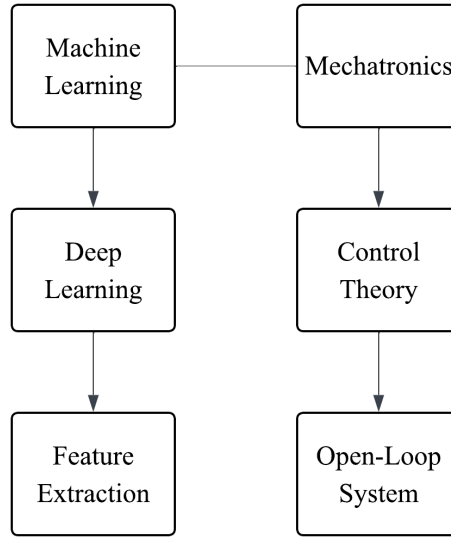 Machine
Learning
Mechatronics
Deep
Learning
Control
Theory
Feature
Extraction
Open-Loop
System